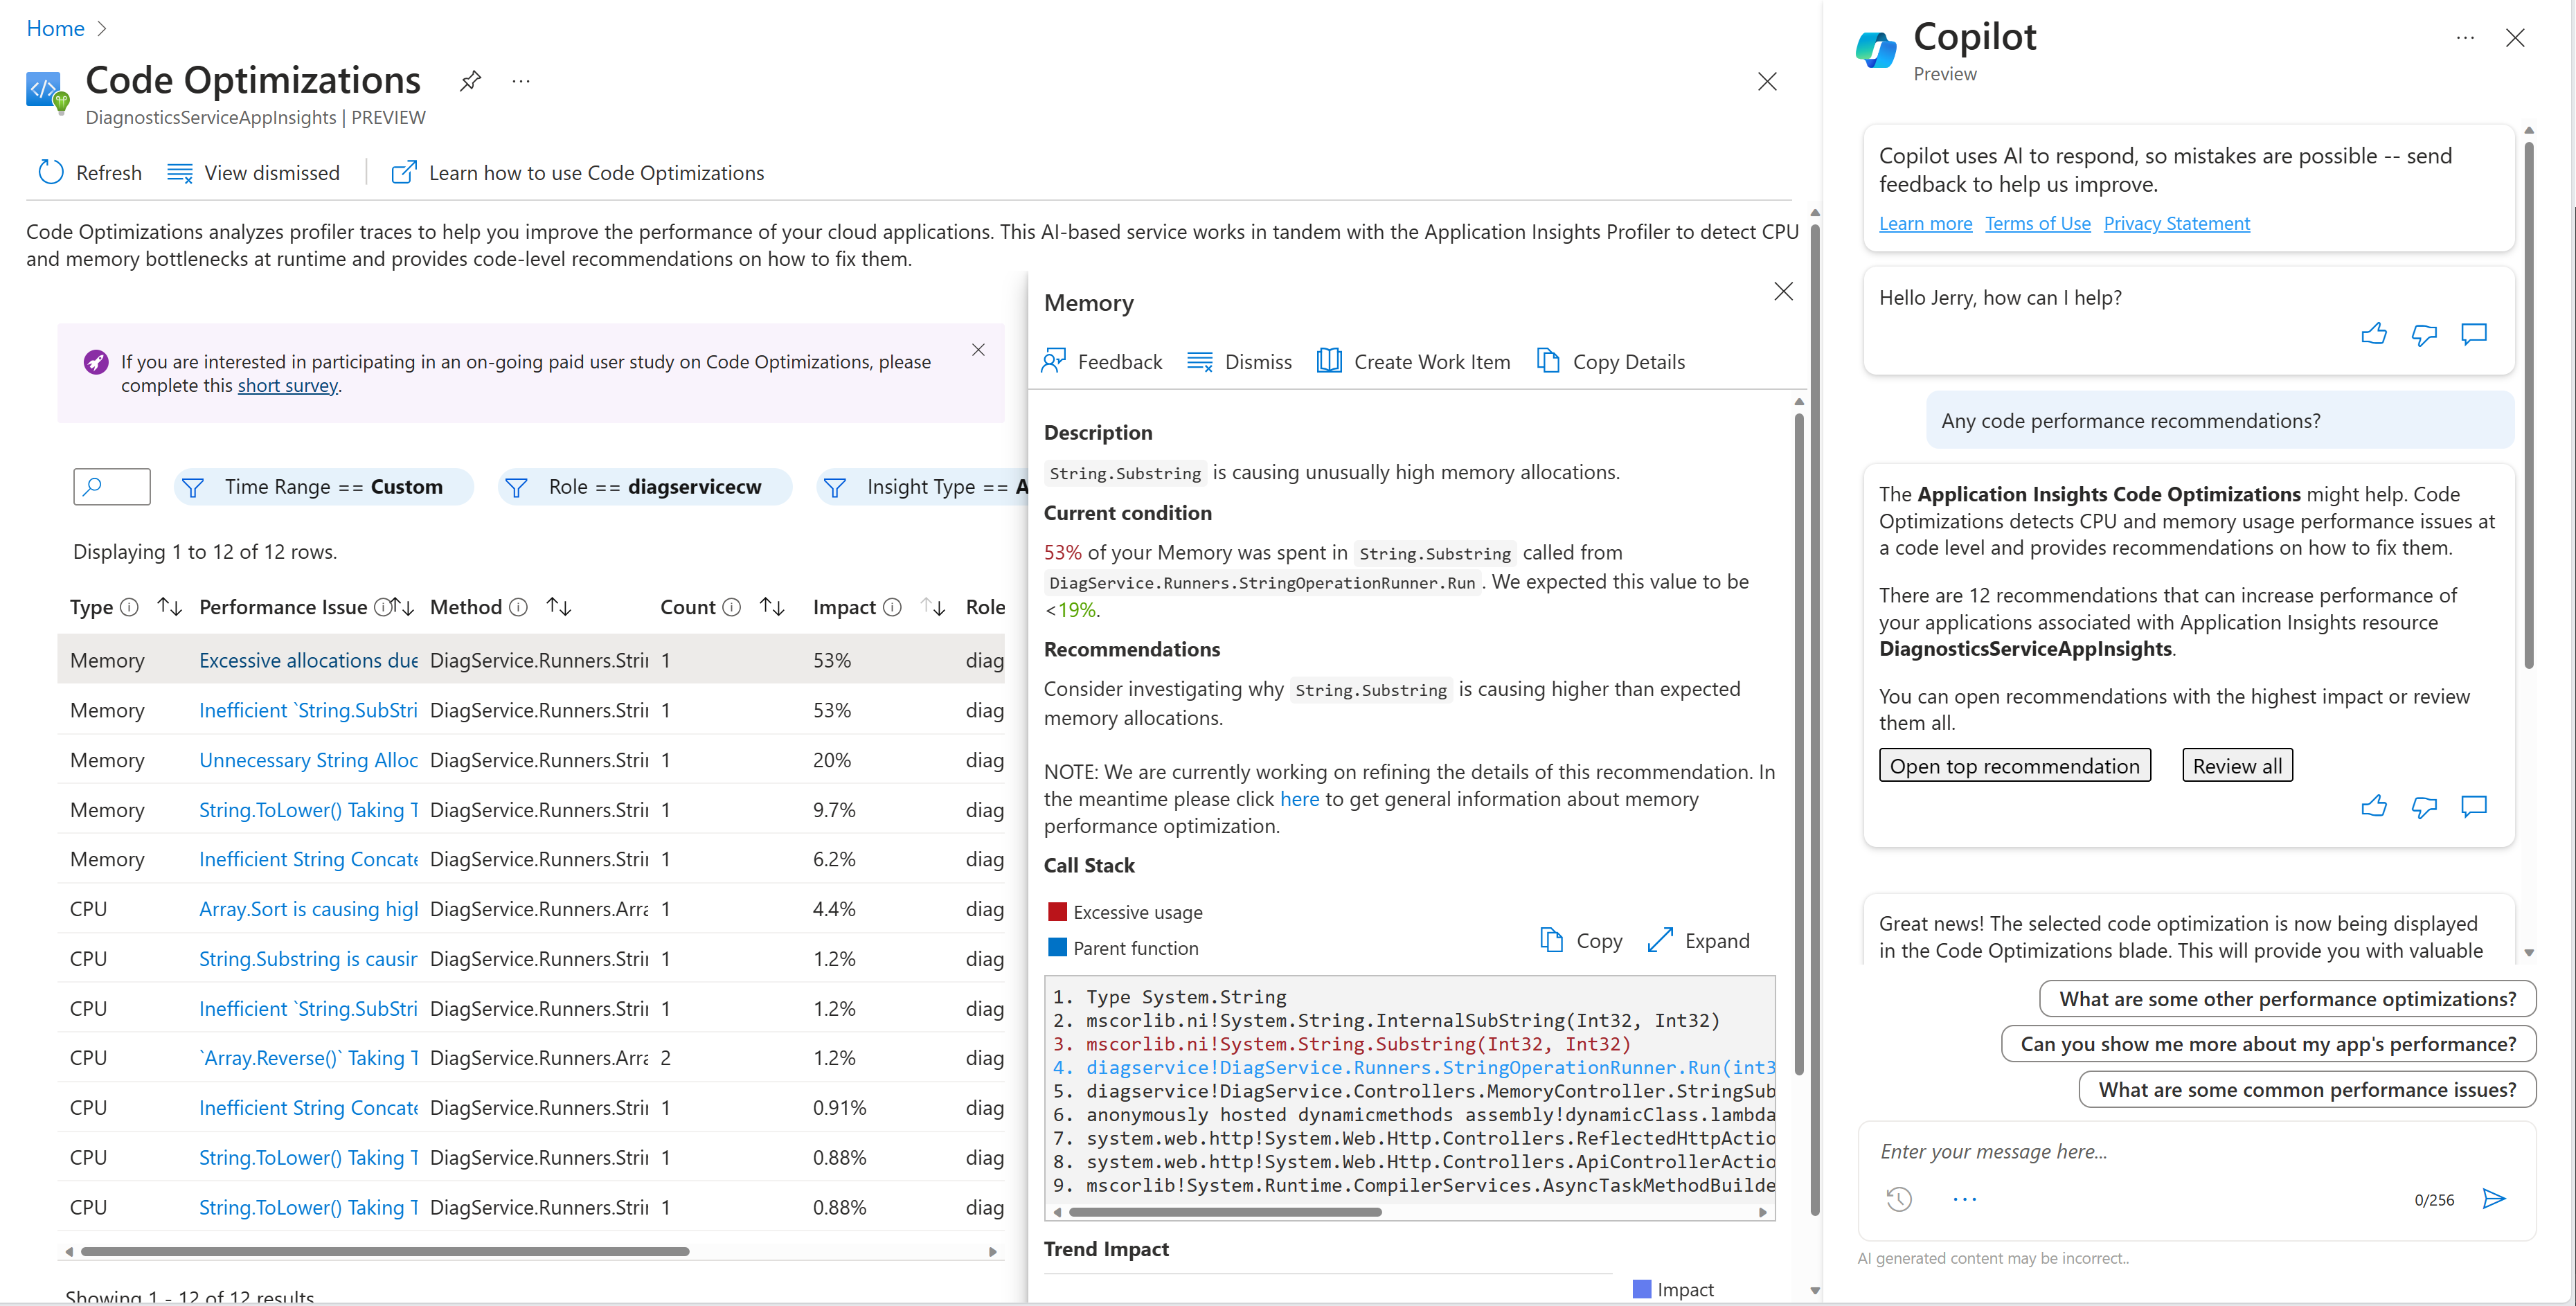 Home
Code Optimizations
DiagnosticsServiceAppInsights | PREVIEW
Refresh
View dismissed
Learn how to use Code Optimizations
Code Optimizations analyzes profiler traces to help you improve the performance of your cloud applications. This AI-based service works in tandem with the Application Insights Profiler to detect CPU
and memory bottlenecks at runtime and provides code-level recommendations on how to fix them.
If you are interested in participating in an on-going paid user study on Code Optimizations, please
complete this short survey.
Time Range == Custom
Role == diagservicecw
Insight Type == A
Displaying 1 to 12 of 12 rows.
Type Performance Issue Method Count Impact Role
Memory Excessive allocations due DiagService.Runners.Stri 1 53% diag
Memory Inefficient `String.SubStri DiagService.Runners.Stri 1 53% diag
Memory Unnecessary String Alloc DiagService.Runners.Stri 1 20% diag
Memory String.ToLower() Taking T DiagService.Runners.Stri 1 9.7% diag
Memory Inefficient String Concate DiagService.Runners.Stri 1 6.2% diag
CPU Array.Sort is causing higl DiagService.Runners.Arra 1 4.4% diag
CPU String.Substring is causir DiagService.Runners.Stri 1 1.2% diag
CPU Inefficient `String.SubStri DiagService.Runners.Stri 1 1.2% diag
CPU `Array.Reverse()` Taking T DiagService.Runners.Arra 2 1.2% diag
CPU Inefficient String Concate DiagService.Runners.Stri 1 0.91% diag
CPU String.ToLower() Taking T DiagService.Runners.Stri 1 0.88% diag
CPU String.ToLower() Taking T DiagService.Runners.Stri 1 0.88% diag
Showing 1 - 12 of 12 results
Memory
Feedback
Dismiss
Create Work Item
Copy Details
Description
String.Substring is causing unusually high memory allocations.
Current condition
53% of your Memory was spent in String.Substring called from
DiagService.Runners.StringOperationRunner.Run. We expected this value to be
<19%.
Recommendations
Consider investigating why String.Substring is causing higher than expected
memory allocations.
NOTE: We are currently working on refining the details of this recommendation. In
the meantime please click here to get general information about memory
performance optimization.
Call Stack
Excessive usage
Parent function
Copy
Expand
1. Type System.String
2. mscorlib.ni!System.String.InternalSubString(Int32, Int32)
3. mscorlib.ni!System.String.Substring(Int32, Int32)
4. diagservice!DiagService.Runners.StringOperationRunner.Run(int3
5. diagservice!DiagService.Controllers.MemoryController.StringSub
6. anonymously hosted dynamicmethods assembly!dynamicClass.lambda
7. system.web.http!System.Web.Http.Controllers.ReflectedHttpActio
8. system.web.http!System.Web.Http.Controllers.ApiControllerActio
9. mscorlib!System.Runtime.CompilerServices.AsyncTaskMethodBuilde
Trend Impact
Impact
Copilot
Preview
Copilot uses AI to respond, so mistakes are possible -- send
feedback to help us improve.
Learn more Terms of Use Privacy Statement
Hello Jerry, how can I help?
Any code performance recommendations?
The Application Insights Code Optimizations might help. Code
Optimizations detects CPU and memory usage performance issues at
a code level and provides recommendations on how to fix them.
There are 12 recommendations that can increase performance of
your applications associated with Application Insights resource
DiagnosticsServiceAppInsights.
You can open recommendations with the highest impact or review
them all.
Open top recommendation
Review all
Great news! The selected code optimization is now being displayed
in the Code Optimizations blade. This will provide you with valuable
What are some other performance optimizations?
Can you show me more about my app's performance?
What are some common performance issues?
Enter your message here...
0/256
AI generated content may be incorrect..